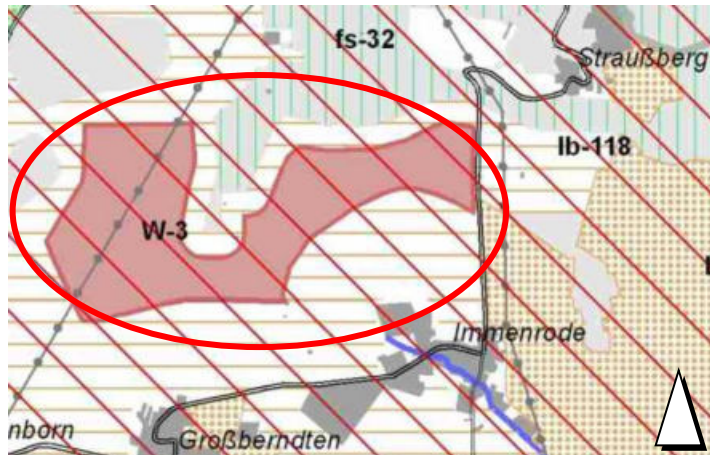 fs-32
Straußberg
lb-118
W-3
Immenrode
nborn
Großberndten